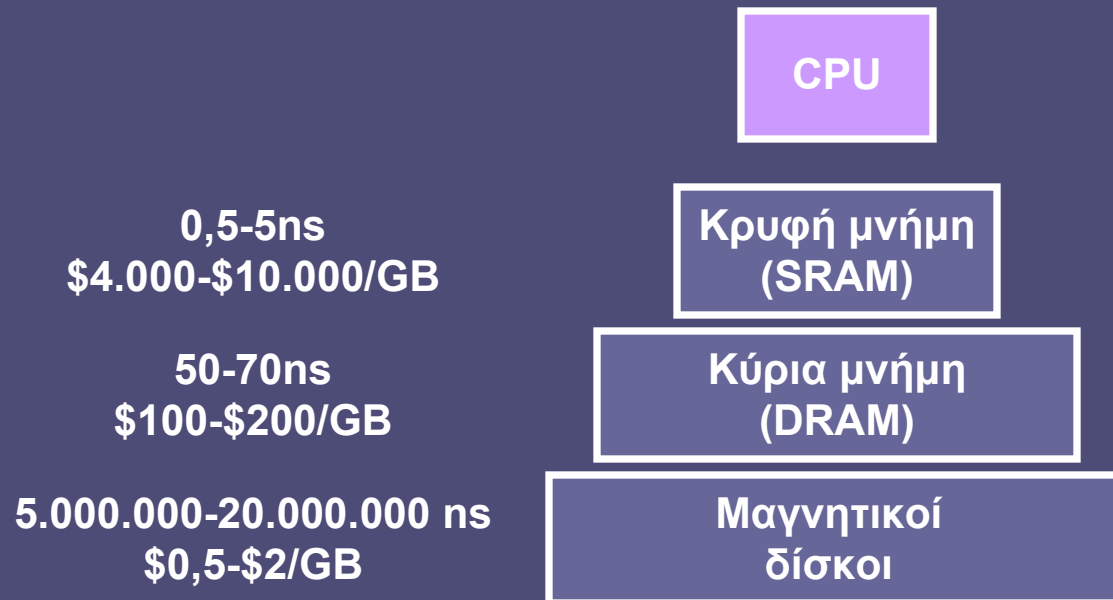 CPU
0,5-5ns
$4.000-$10.000/GB
Κρυφή μνήμη
(SRAM)
50-70ns
$100-$200/GB
Κύρια μνήμη
(DRAM)
5.000.000-20.000.000 ns
$0,5-$2/GB
Μαγνητικοί
δίσκοι